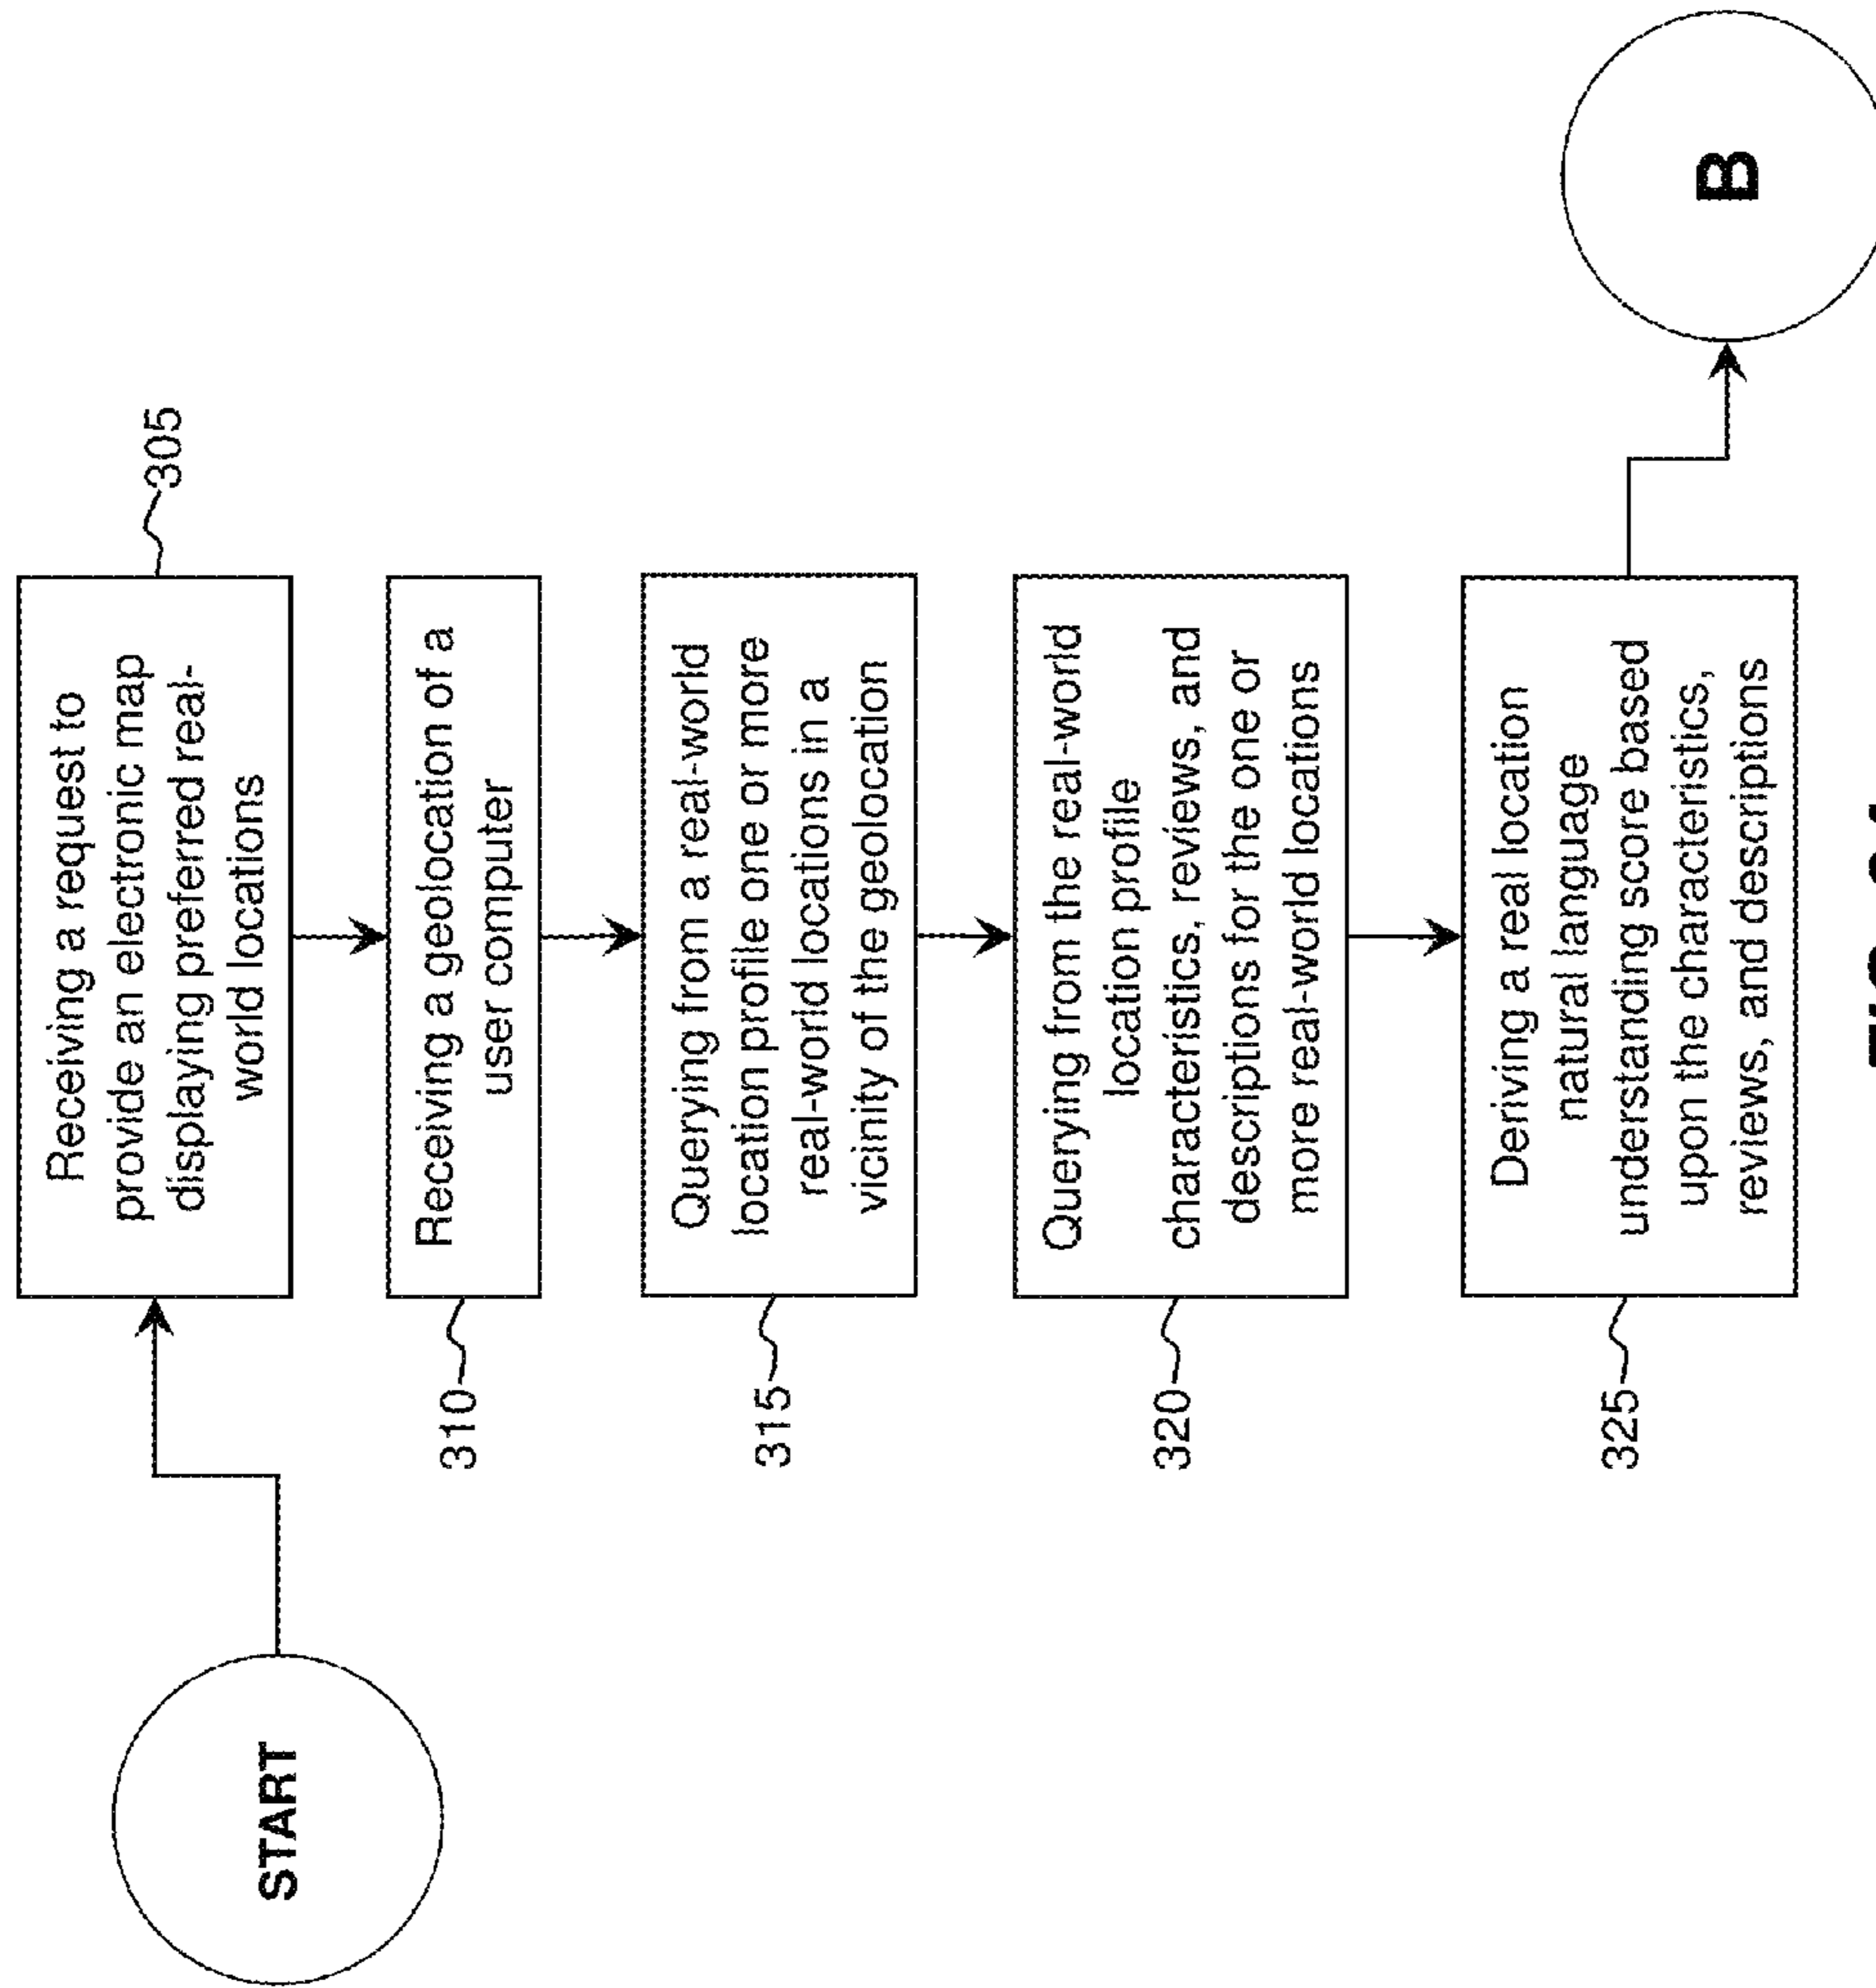 START
Receiving a request to
provide an electronic map
displaying preferred real-
world locations
305
Receiving a geolocation of a
user computer
310
Querying from a real-world
location profile one or more
real-world locations in a
vicinity of the geolocation
315
Querying from the real-world
location profile
characteristics, reviews, and
descriptions for the one or
more real-world locations
320
Deriving a real location
natural language
understanding score based
upon the characteristics,
reviews, and descriptions
325
B